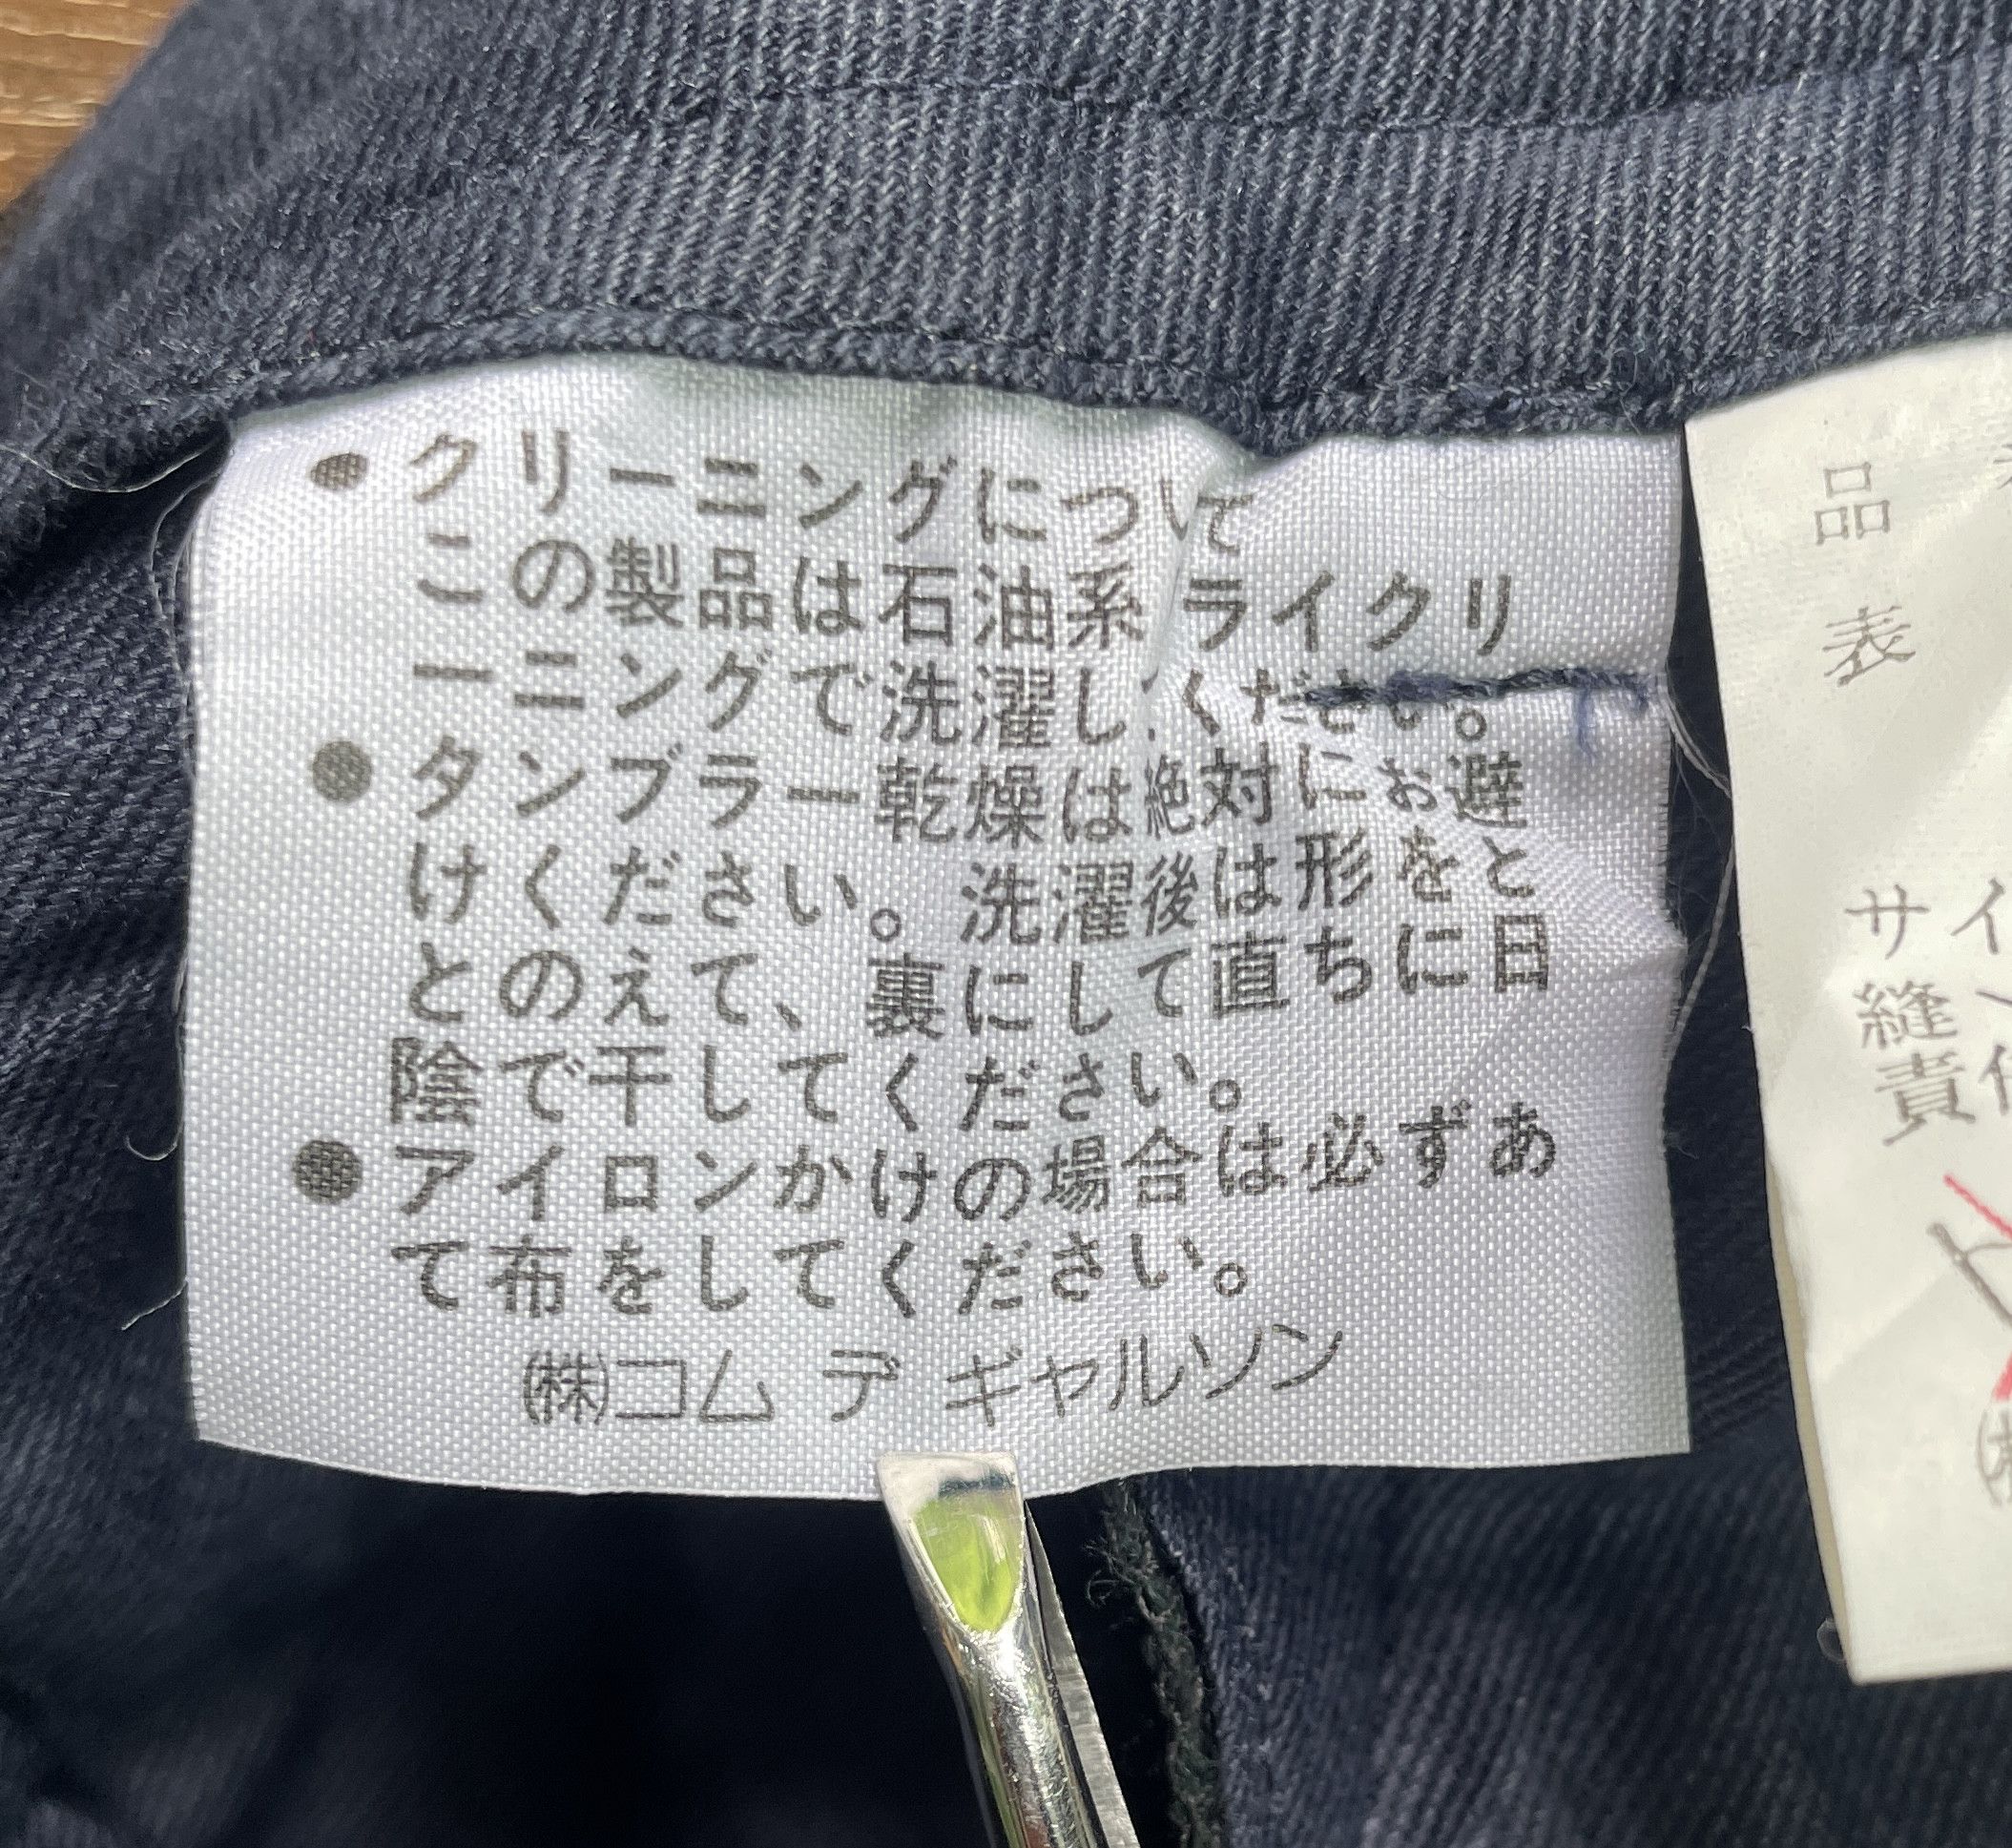 ●クリーニングについて
この製品は石油系ライクリ
ーニングで洗濯しください。
●タンブラー乾燥は絶対にお避
けください。洗濯後は形をと
とのえて、裏にして直ちに日
陰で干してください。
●アイロンかけの場合は必ずあ
て布をしてください。
㈱コム デ ギャルソン
品
表
サイ
縫
責